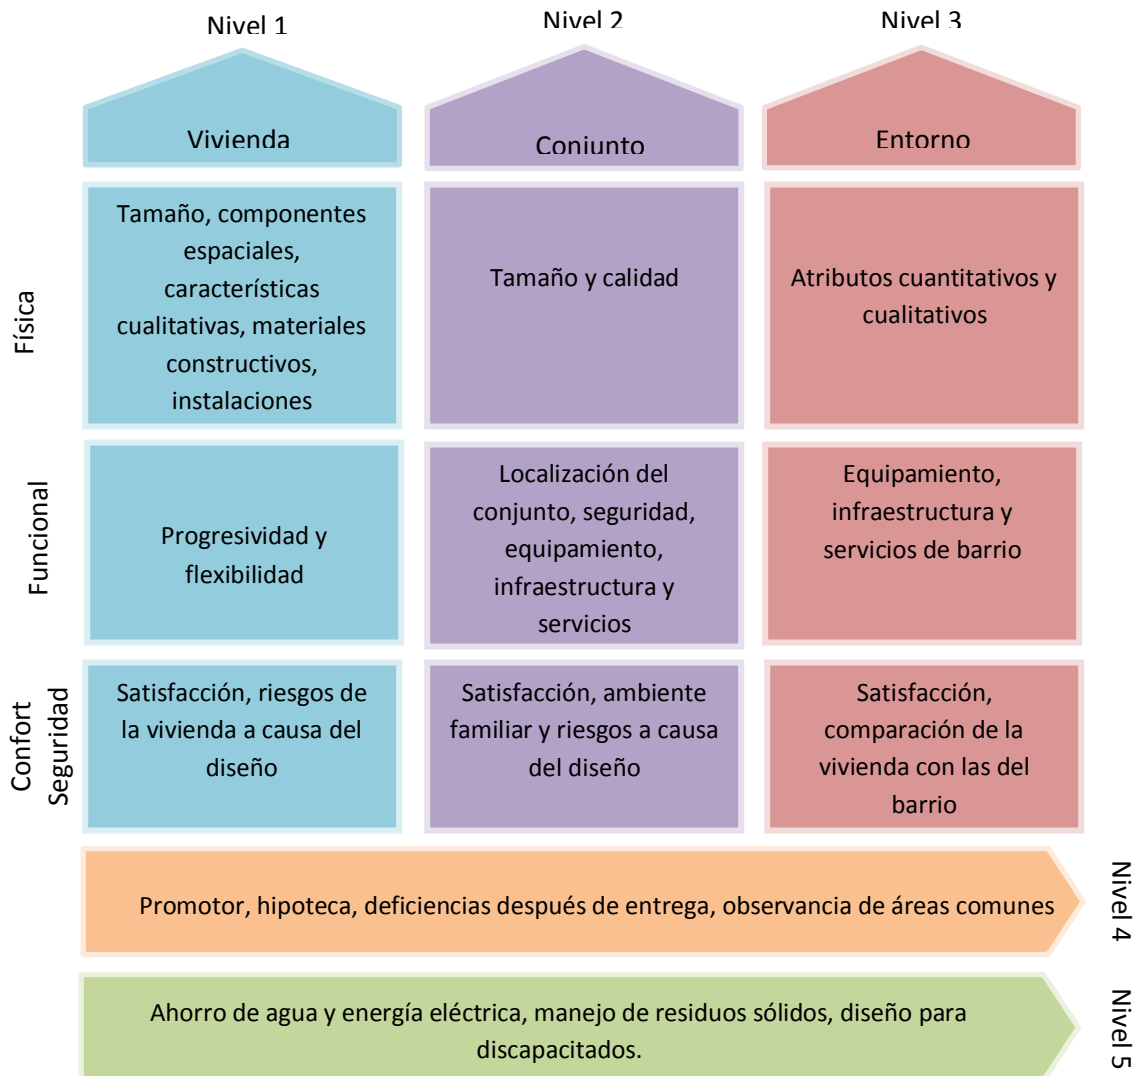 Nivel 1
Nivel 2
Nivel 3
Vivienda
Conjunto
Entorno
Física
Tamaño, componentes
espaciales,
características
cualitativas, materiales
constructivos,
instalaciones
Tamaño y calidad
Atributos cuantitativos y
cualitativos
Funcional
Progresividad y
flexibilidad
Localización del
conjunto, seguridad,
equipamiento,
infraestructura y
servicios
Equipamiento,
infraestructura y
servicios de barrio
Confort
Seguridad
Satisfacción, riesgos de
la vivienda a causa del
diseño
Satisfacción, ambiente
familiar y riesgos a causa
del diseño
Satisfacción,
comparación de la
vivienda con las del
barrio
Promotor, hipoteca, deficiencias después de entrega, observancia de áreas comunes
Nivel 4
Ahorro de agua y energía eléctrica, manejo de residuos sólidos, diseño para
discapacitados.
Nivel 5